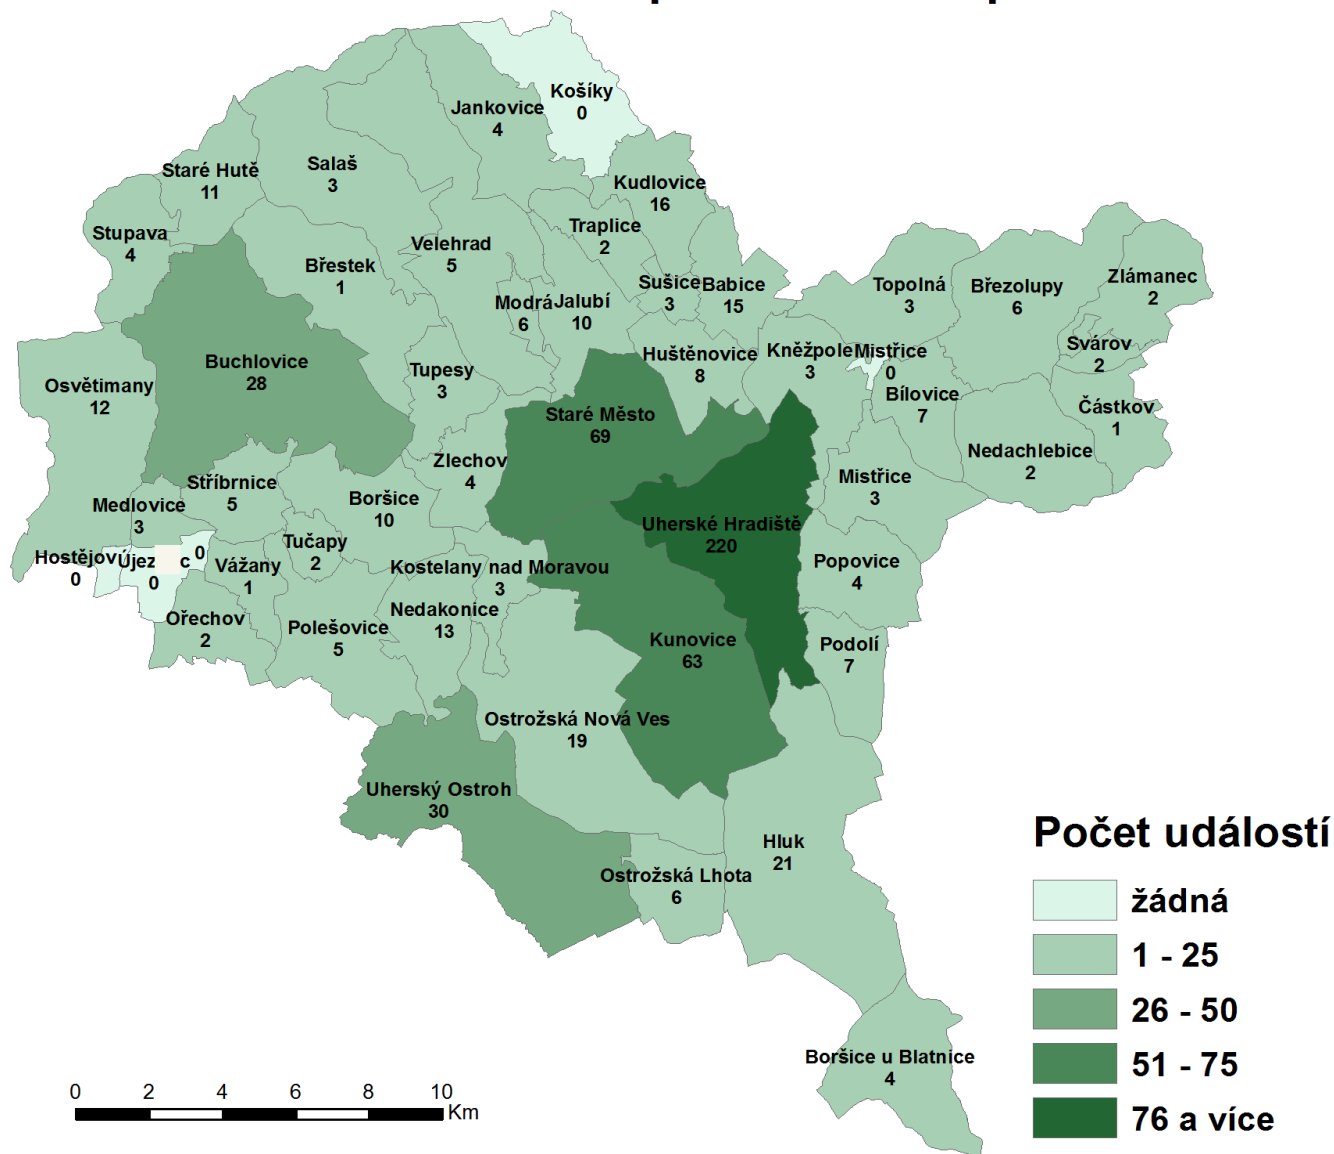 Košíky
0
Jankovice
4
Salaš
3
Staré Hutě
11
Kudlovice
16
Stupava
4
Traplice
2
Velehrad
5
Břestek
1
Zlámanec
2
Topolná
3
Březolupy
6
Sušice
3
Babice
15
Modrá
6
Jalubí
10
Svárov
2
Huštěnovice
8
Kněžpole
3
Mistřice
0
Buchlovice
28
Tupesy
3
Osvětimany
12
Bílovice
7
Částkov
1
Staré Město
69
Nedachlebice
2
Zlechov
4
Mistřice
3
Stříbrnice
5
Boršice
10
Medlovice
3
Uherské Hradiště
220
Tučapy
2
Hostějov
0
Újez c
0
0
Vážany
1
Kostelany nad Moravou
3
Popovice
4
Nedakonice
13
Ořechov
2
Polešovice
5
Kunovice
63
Podolí
7
Ostrožská Nová Ves
19
Uherský Ostroh
30
Hluk
21
Ostrožská Lhota
6
Boršice u Blatnice
4
Počet událostí
žádná
1 - 25
26 - 50
51 - 75
76 a více
0 2 4 6 8 10
Km